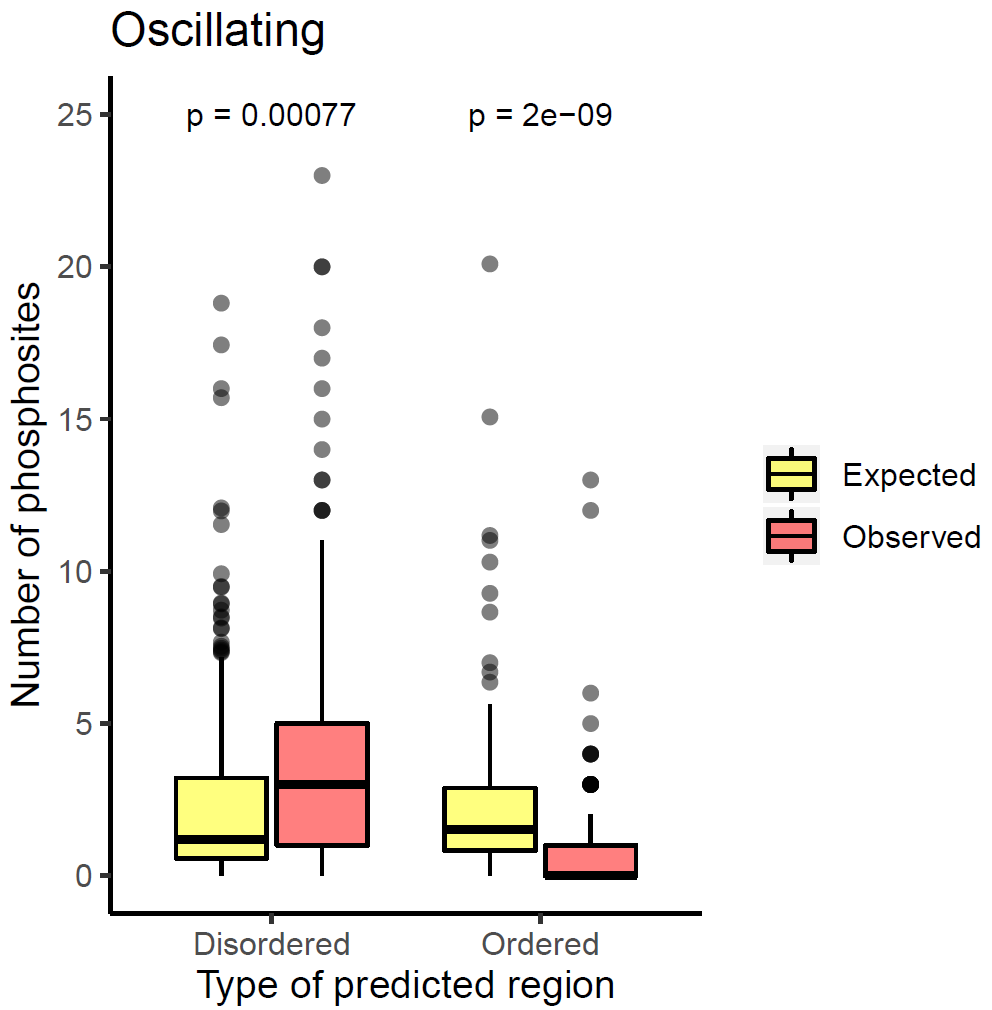 Oscillating
p = 0.00077
p = 2e−09
25
20
15
10
5
0
Number of phosphosites
Disordered
Ordered
Type of predicted region
Expected
Observed